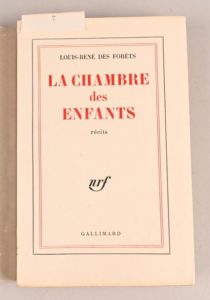 LOUIS-RENÉ DES FORÊTS
LA CHAMBRE
des
ENFANTS
récits
nrf
GALLIMARD